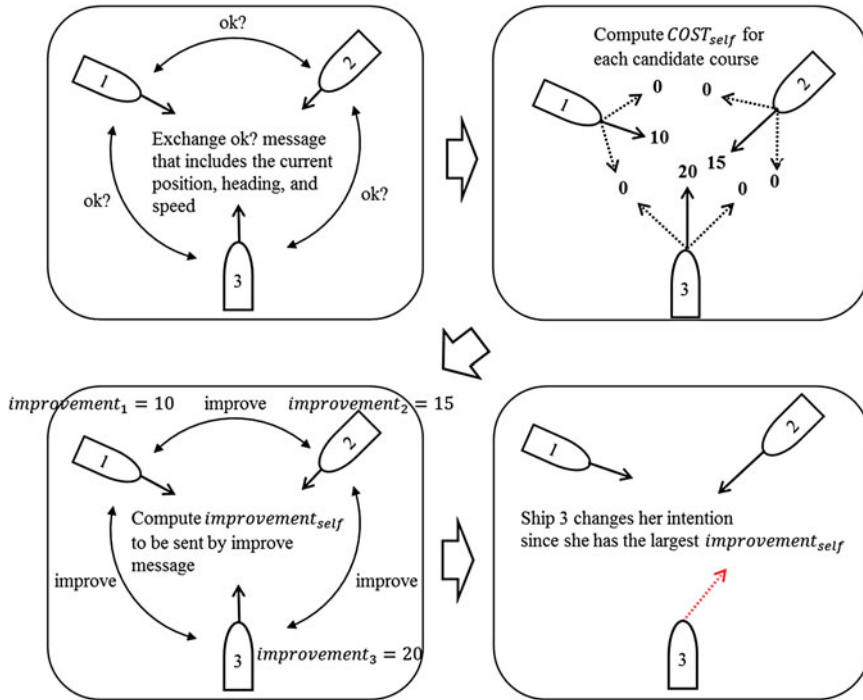 ok?
1
2
Exchange ok? message
that includes the current
position, heading, and
speed
ok?
ok?
3
Compute COST_self for
each candidate course
1
2
0
0
10
15
20
0
0
0
3
improvement_1 = 10
improve
improvement_2 = 15
1
2
Compute improvement_self
to be sent by improve
message
improve
improve
3
improvement_3 = 20
1
2
Ship 3 changes her intention
since she has the largest improvement_self
3